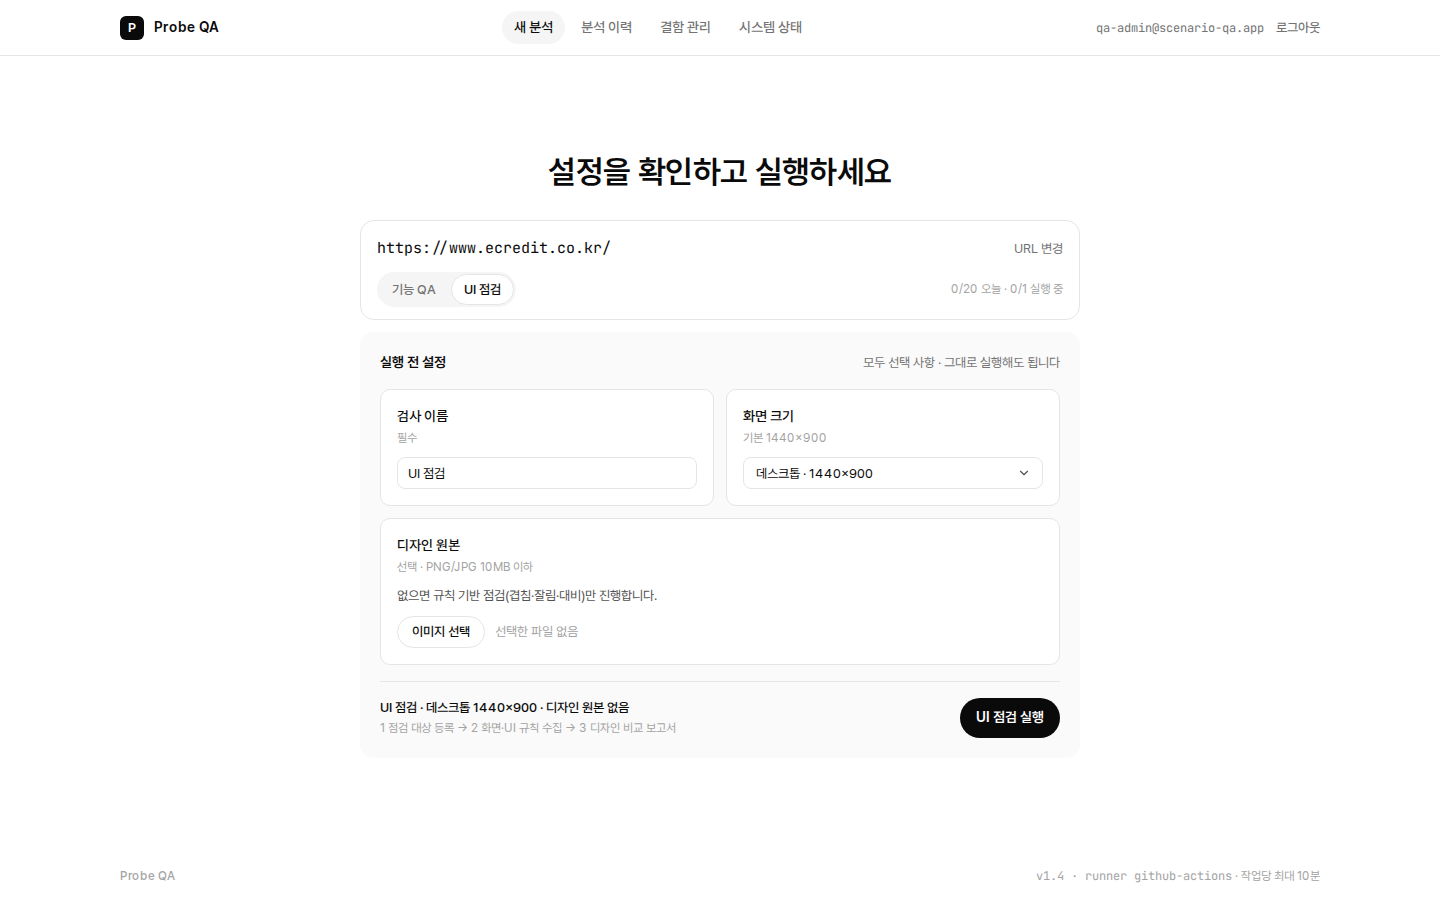 P Probe QA 새 분석 분석 이력 결함 관리 시스템 상태 qa-admin@scenario-qa.app 로그아웃
설정을 확인하고 실행하세요
https://www.ecredit.co.kr/ URL 변경
기능 QA UI 점검 0/20 오늘 · 0/1 실행 중
실행 전 설정 모두 선택 사항 · 그대로 실행해도 됩니다
검사 이름
필수
UI 점검
화면 크기
기본 1440×900
데스크톱 · 1440×900
디자인 원본
선택 · PNG/JPG 10MB 이하
없으면 규칙 기반 점검(겹침·잘림·대비)만 진행합니다.
이미지 선택 선택한 파일 없음
UI 점검 · 데스크톱 1440×900 · 디자인 원본 없음
1 점검 대상 등록 → 2 화면·UI 규칙 수집 → 3 디자인 비교 보고서
UI 점검 실행
Probe QA v1.4 · runner github-actions · 작업당 최대 10분